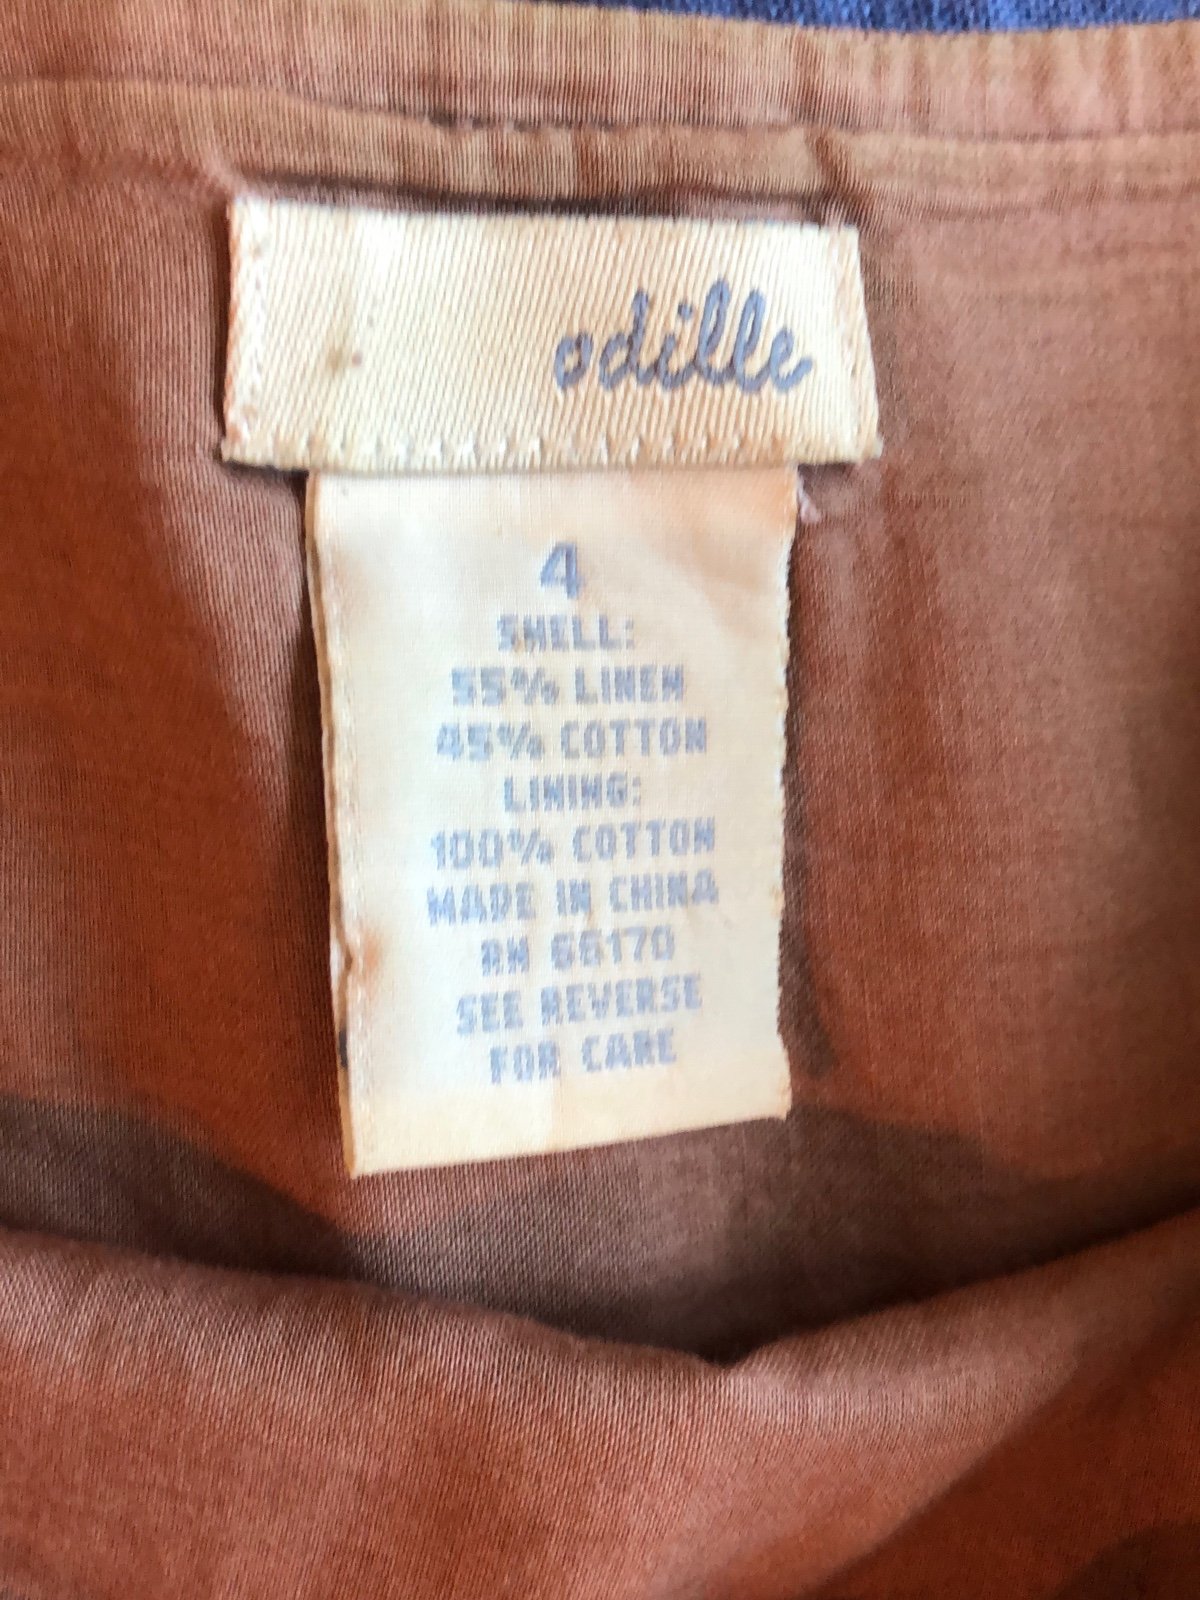 odille
4
SHELL:
55% LINEN
45% COTTON
LINING:
100% COTTON
MADE IN CHINA
RN 66170
SEE REVERSE
FOR CARE